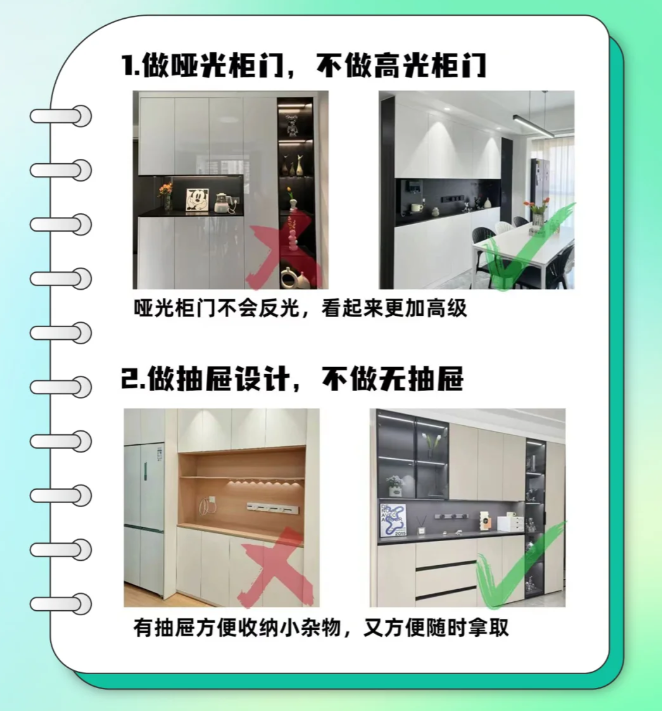 1.做哑光柜门，不做高光柜门
哑光柜门不会反光，看起来更加高级
2.做抽屉设计，不做无抽屉
有抽屉方便收纳小杂物，又方便随时拿取